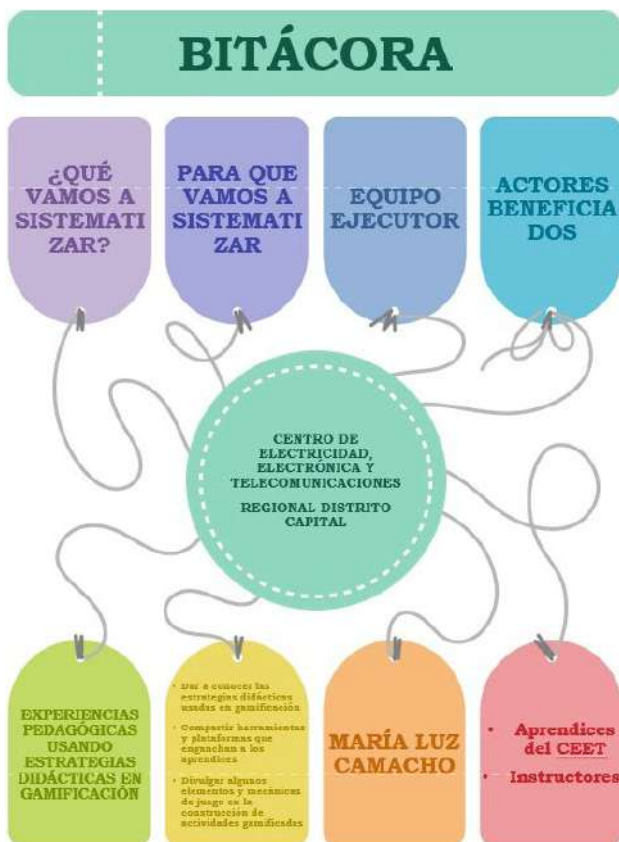 BITÁCORA
¿QUÉ
VAMOS A
SISTEMATI
ZAR?
PARA QUE
VAMOS A
SISTEMATI
ZAR
EQUIPO
EJECUTOR
ACTORES
BENEFICIA
DOS
CENTRO DE
ELECTRICIDAD,
ELECTRÓNICA Y
TELECOMUNICACIONES
REGIONAL DISTRITO
CAPITAL
EXPERIENCIAS
PEDAGÓGICAS
USANDO
ESTRATEGIAS
DIDÁCTICAS EN
GAMIFICACIÓN
• Dar a conocer las
estrategias didácticas
usadas en gamificación
• Compartir herramientas
y plataformas que
enganchan a los
aprendices
• Divulgar algunos
elementos y mecánicas
de juego en la
construcción de
actividades gamificadas
MARÍA LUZ
CAMACHO
• Aprendices
del CEET
• Instructores